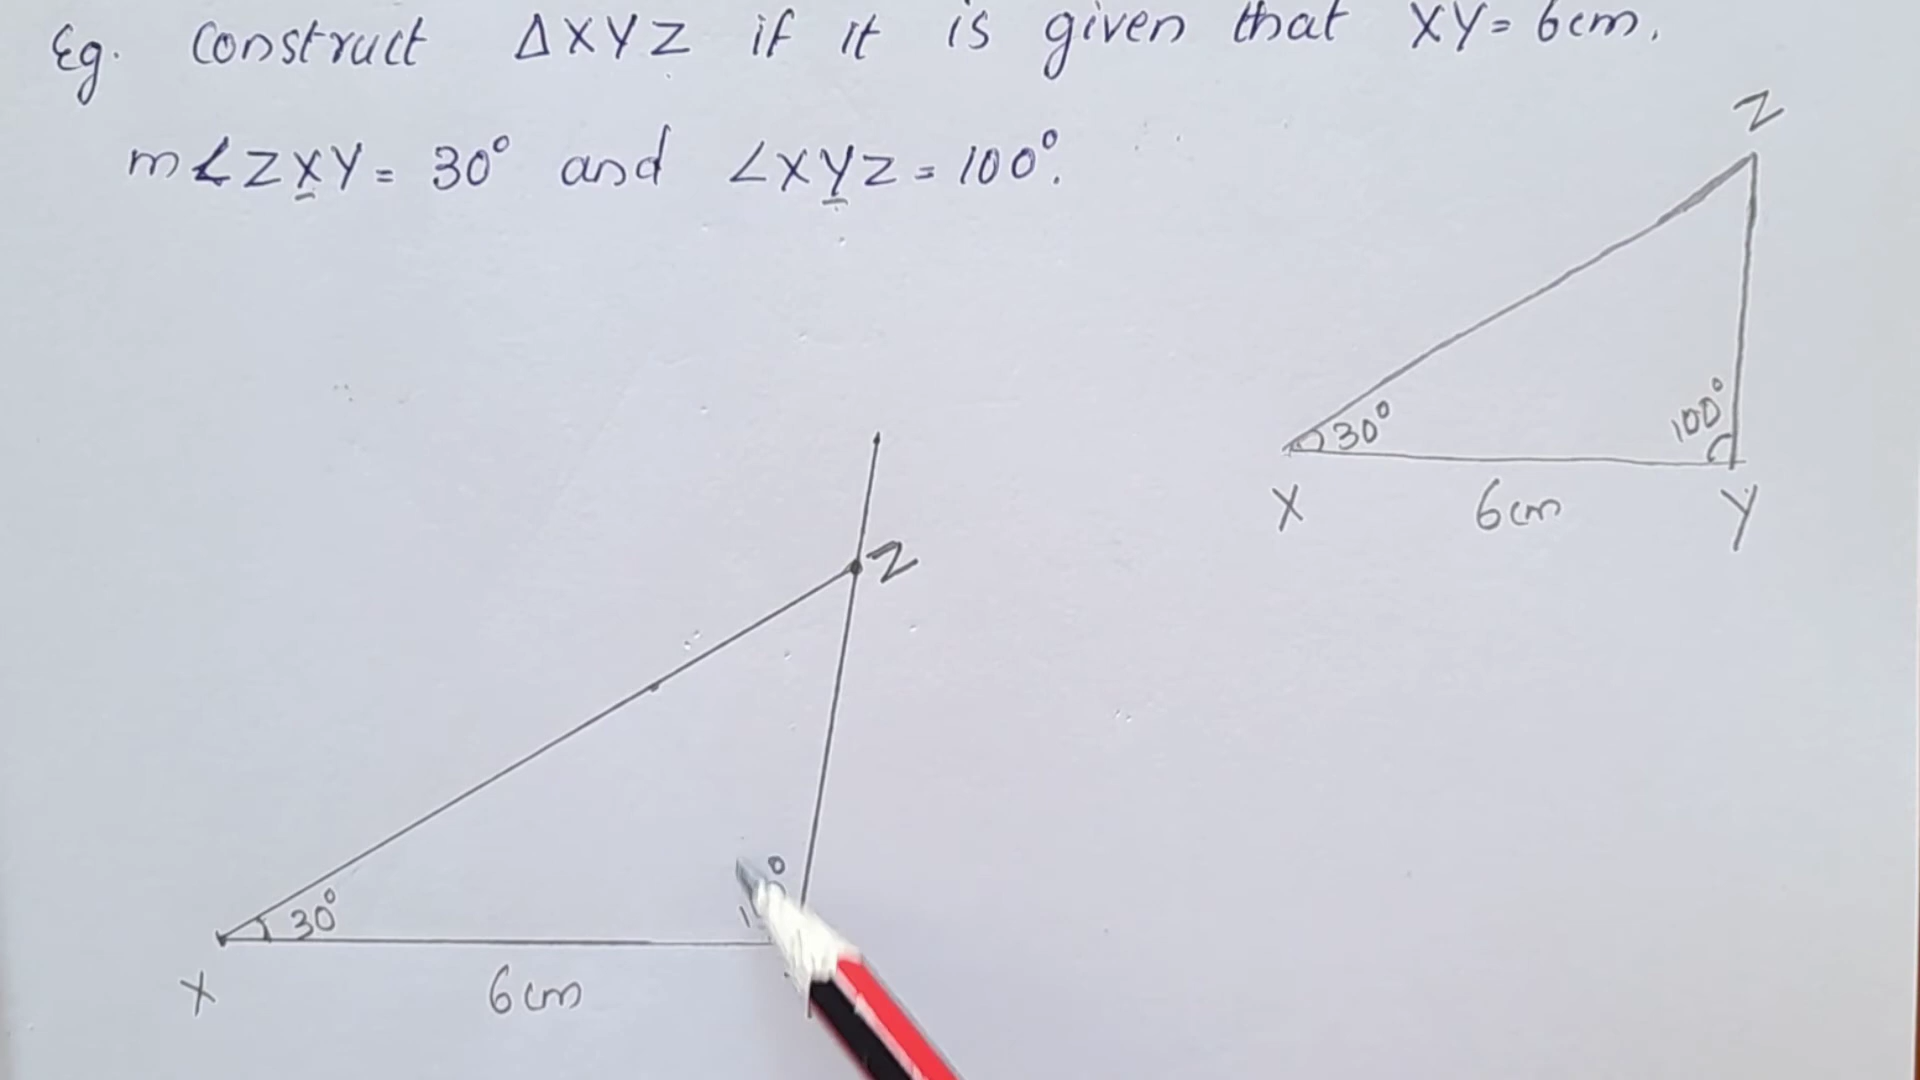 Eg. Construct ΔXYZ if it is given that XY = 6cm.
m∠ZXY = 30° and ∠XYZ = 100°.
Z
30°
100°
X 6cm Y
Z
30°
X 6cm